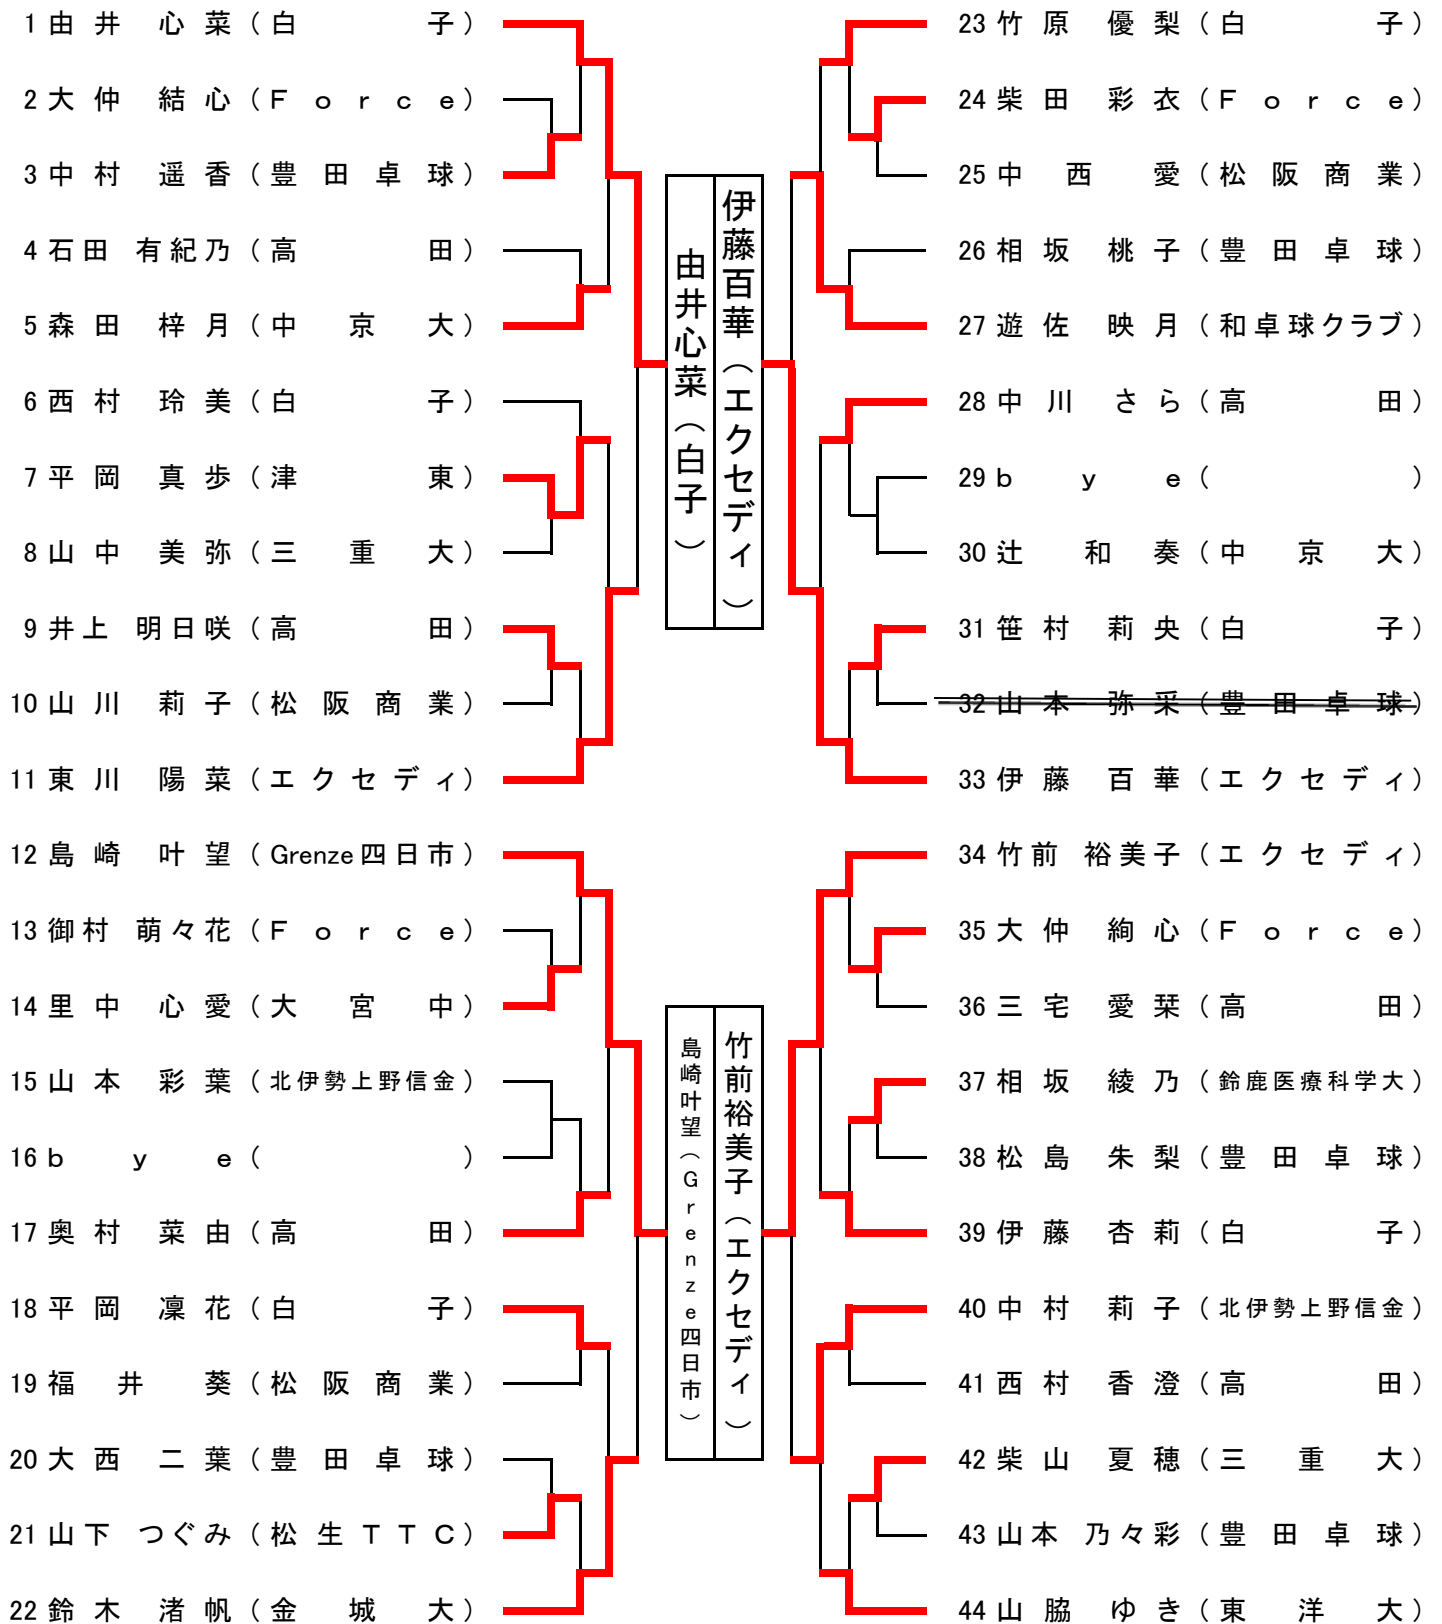 1 由井 心菜 (白子)
2 大仲 結心 (Force)
3 中村 遥香 (豊田卓球)
4 石田 有紀乃 (高田)
5 森田 梓月 (中京大)
6 西村 玲美 (白子)
7 平岡 真歩 (津東)
8 山中 美弥 (三重大)
9 井上 明日咲 (高田)
10 山川 莉子 (松阪商業)
11 東川 陽菜 (エクセディ)
12 島崎 叶望 (Grenze四日市)
13 御村 萌々花 (Force)
14 里中 心愛 (大宮中)
15 山本 彩葉 (北伊勢上野信金)
16 bye ( )
17 奥村 菜由 (高田)
18 平岡 凜花 (白子)
19 福井 葵 (松阪商業)
20 大西 二葉 (豊田卓球)
21 山下 つぐみ (松生TTC)
22 鈴木 渚帆 (金城大)
伊藤百華(エクセディ)
由井心菜(白子)
竹前裕美子(エクセディ)
島崎叶望(Grenze四日市)
23 竹原 優梨 (白子)
24 柴田 彩衣 (Force)
25 中西 愛 (松阪商業)
26 相坂 桃子 (豊田卓球)
27 遊佐 映月 (和卓球クラブ)
28 中川 さら (高田)
29 bye ( )
30 辻 和奏 (中京大)
31 笹村 莉央 (白子)
32 山本 弥采 (豊田卓球)
33 伊藤 百華 (エクセディ)
34 竹前 裕美子 (エクセディ)
35 大仲 絢心 (Force)
36 三宅 愛栞 (高田)
37 相坂 綾乃 (鈴鹿医療科学大)
38 松島 朱梨 (豊田卓球)
39 伊藤 杏莉 (白子)
40 中村 莉子 (北伊勢上野信金)
41 西村 香澄 (高田)
42 柴山 夏穂 (三重大)
43 山本 乃々彩 (豊田卓球)
44 山脇 ゆき (東洋大)